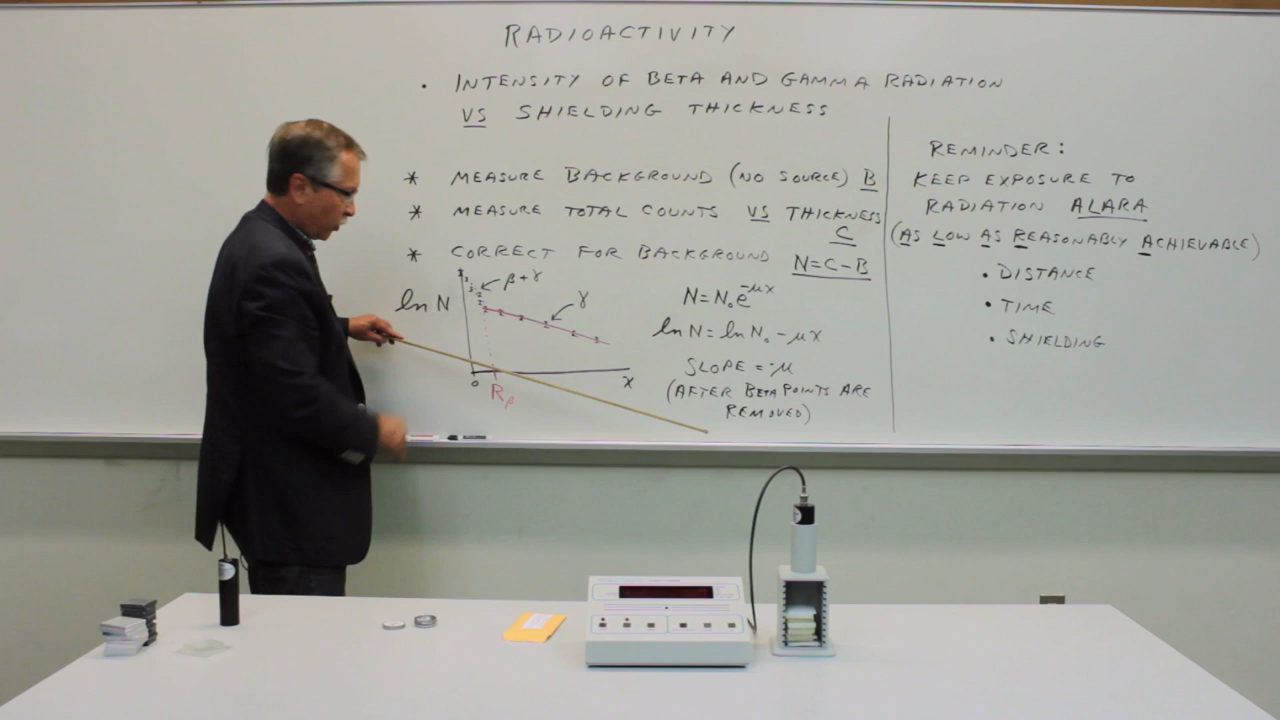 RADIOACTIVITY
• INTENSITY OF BETA AND GAMMA RADIATION
VS SHIELDING THICKNESS
* MEASURE BACKGROUND (NO SOURCE) B
* MEASURE TOTAL COUNTS VS THICKNESS
C
* CORRECT FOR BACKGROUND N=C-B
β+γ
γ
ln N
0
x
Rβ
N=N₀e^-μx
ln N = ln N₀ - μx
SLOPE = -μ
(AFTER BETA POINTS ARE
REMOVED)
REMINDER:
KEEP EXPOSURE TO
RADIATION ALARA
(AS LOW AS REASONABLY ACHIEVABLE)
• DISTANCE
• TIME
• SHIELDING